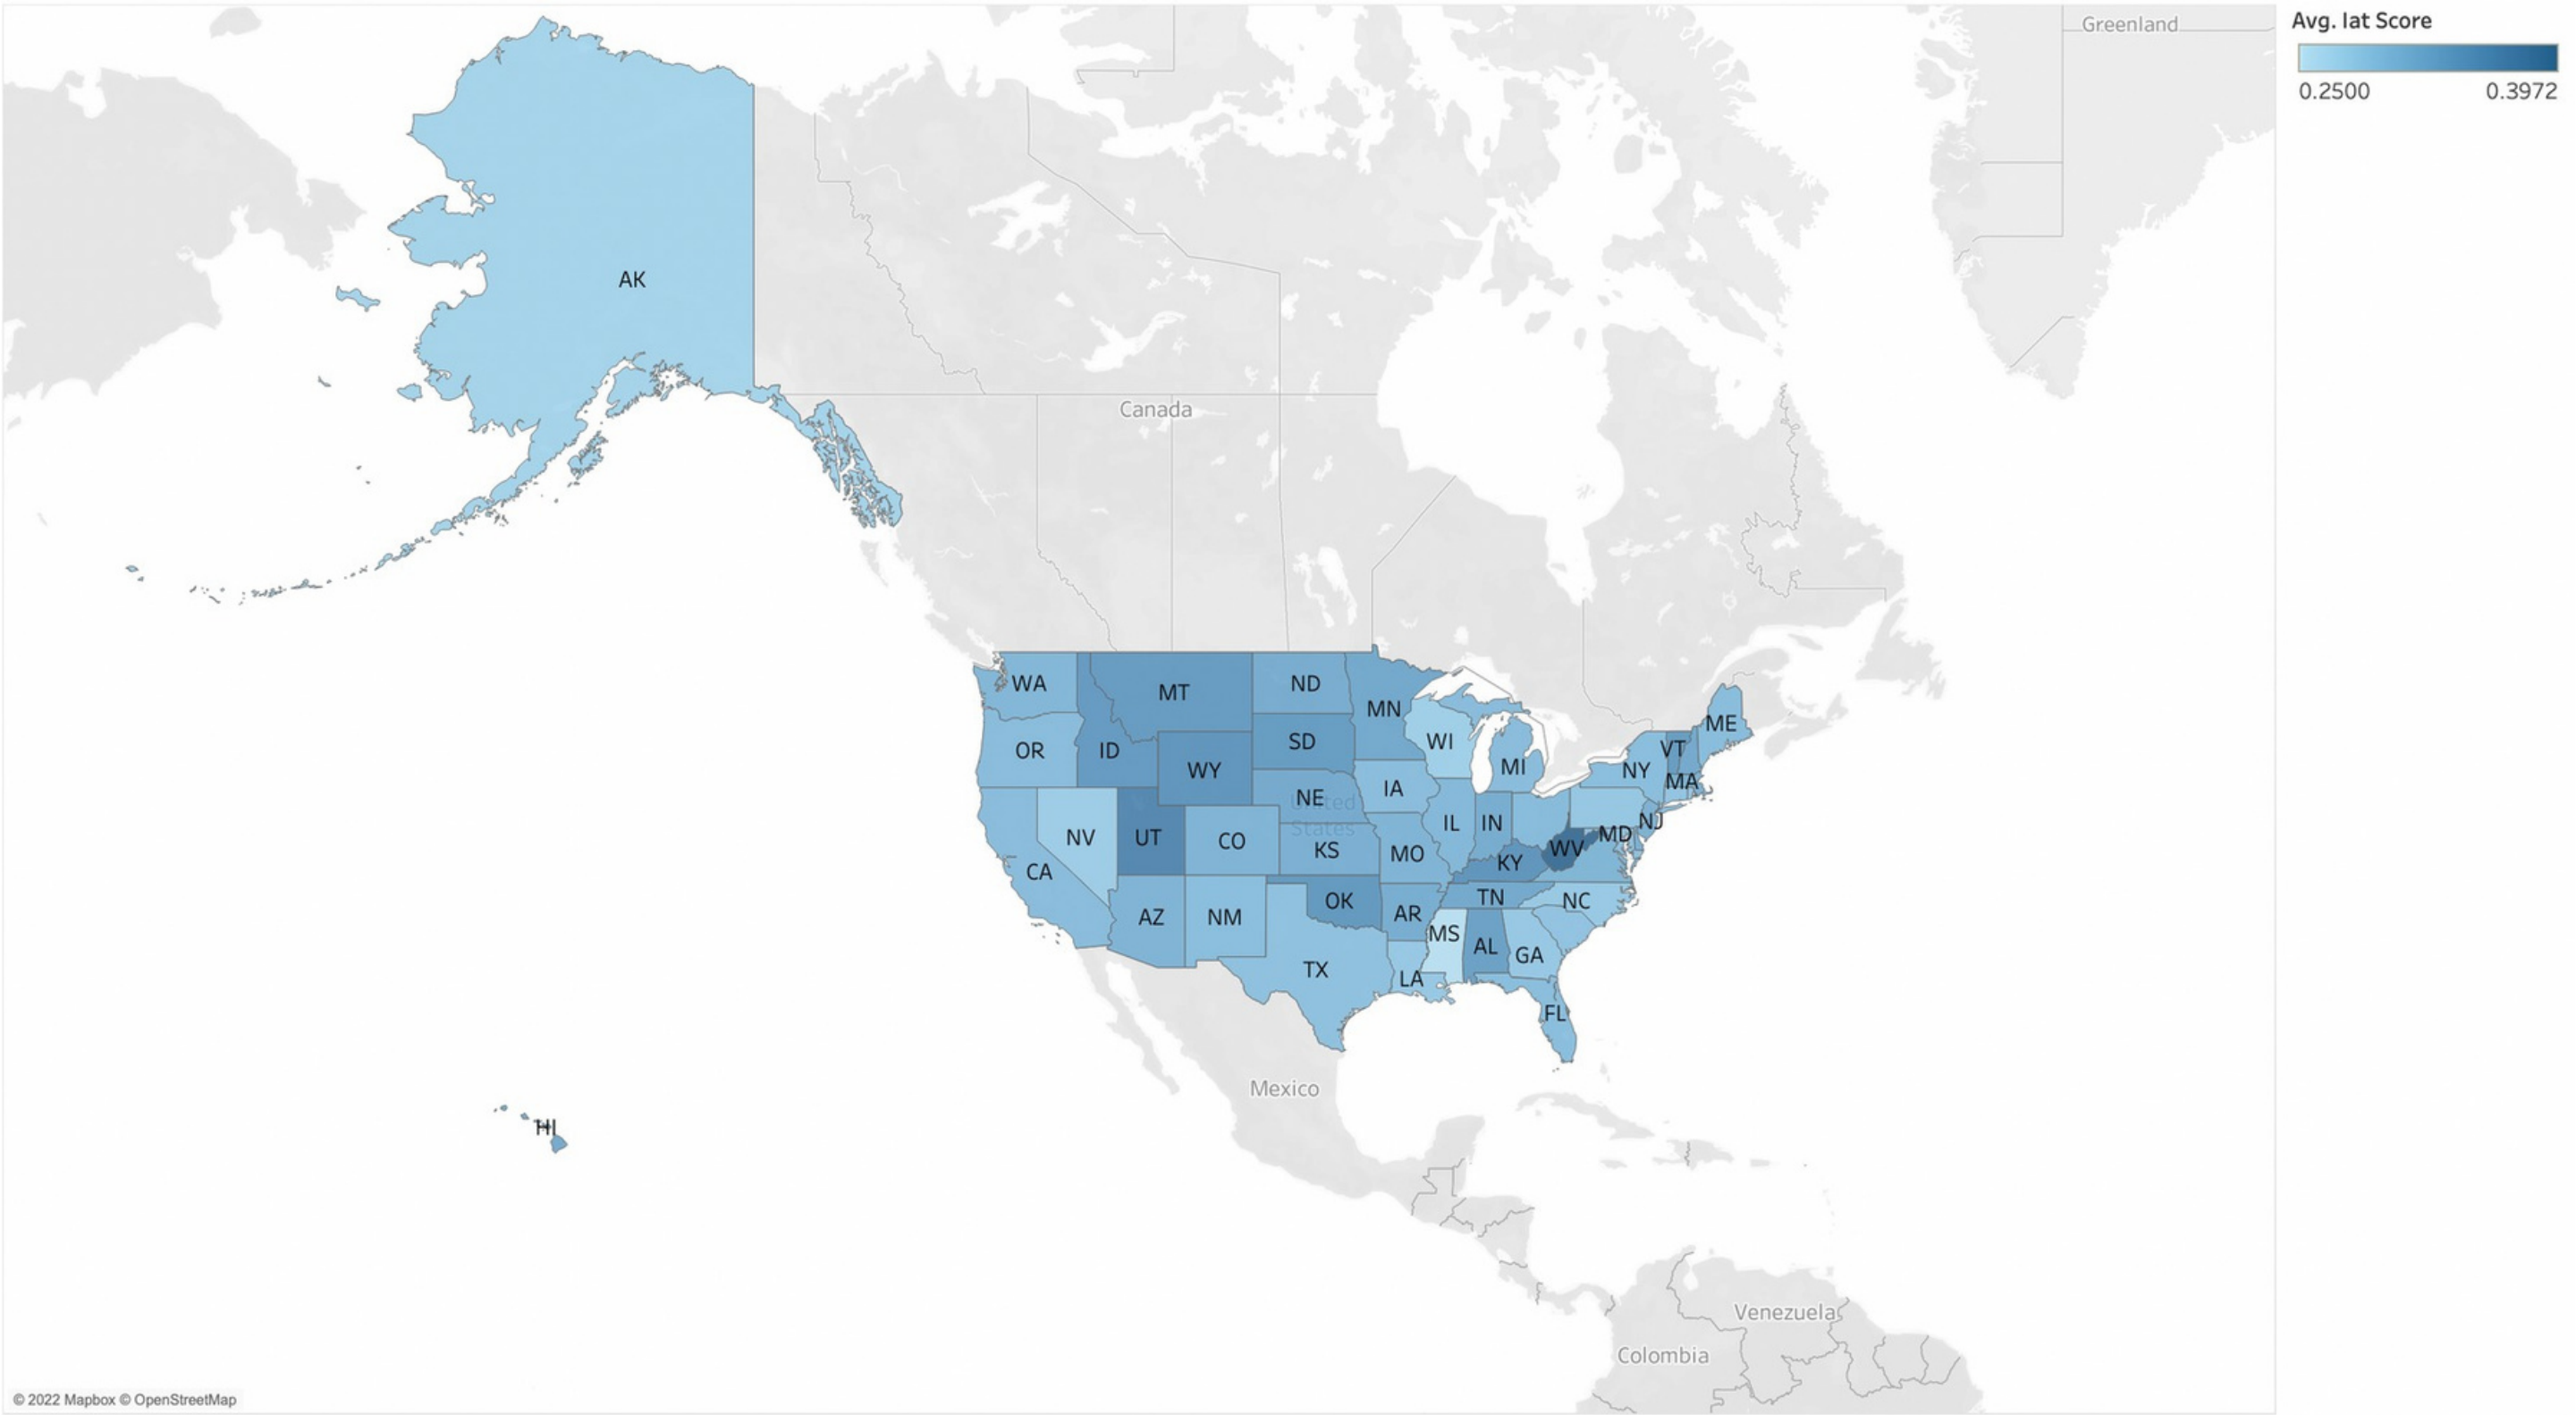 Greenland
Avg. Iat Score
0.2500 0.3972
AK
Canada
WA
MT
ND
MN
ME
OR
ID
SD
WI
VT
WY
MI
NY
MA
NE
IA
United
States
NV
UT
CO
KS
MO
IL
IN
NJ
MD
WV
KY
CA
OK
TN
NC
AZ
NM
AR
MS
AL
GA
TX
LA
FL
Mexico
HI
Venezuela
Colombia
© 2022 Mapbox © OpenStreetMap